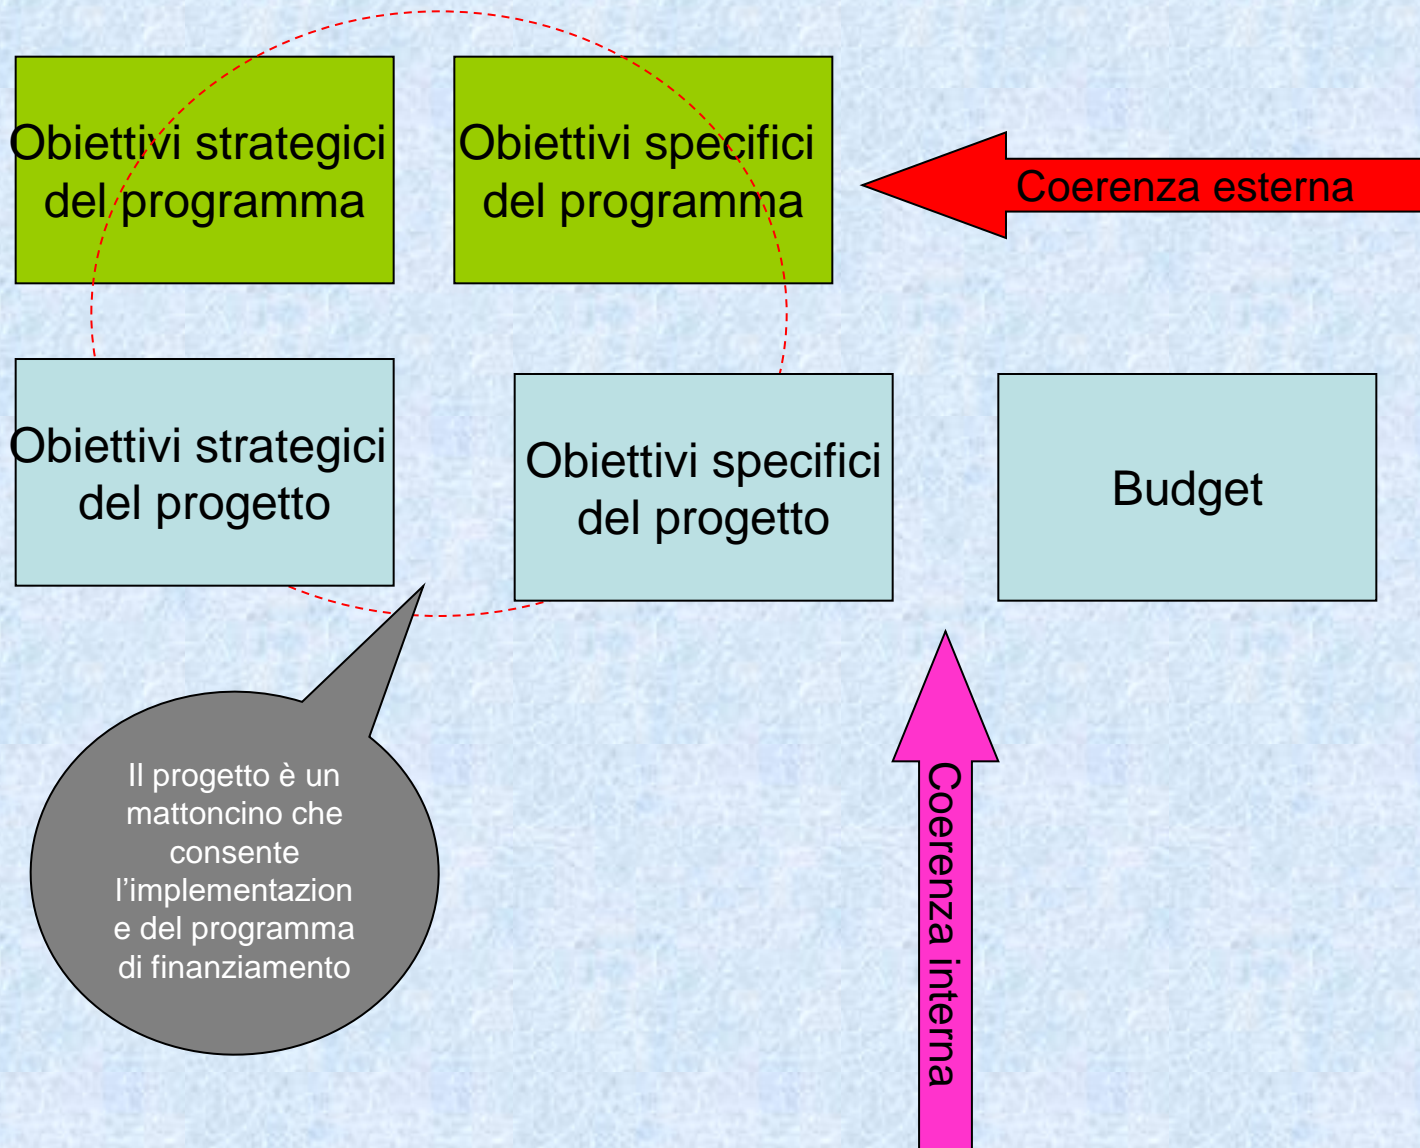 Obiettivi strategici
del programma
Obiettivi specifici
del programma
Coerenza esterna
Obiettivi strategici
del progetto
Obiettivi specifici
del progetto
Budget
Il progetto è un
mattoncino che
consente
l’implementazion
e del programma
di finanziamento
Coerenza interna